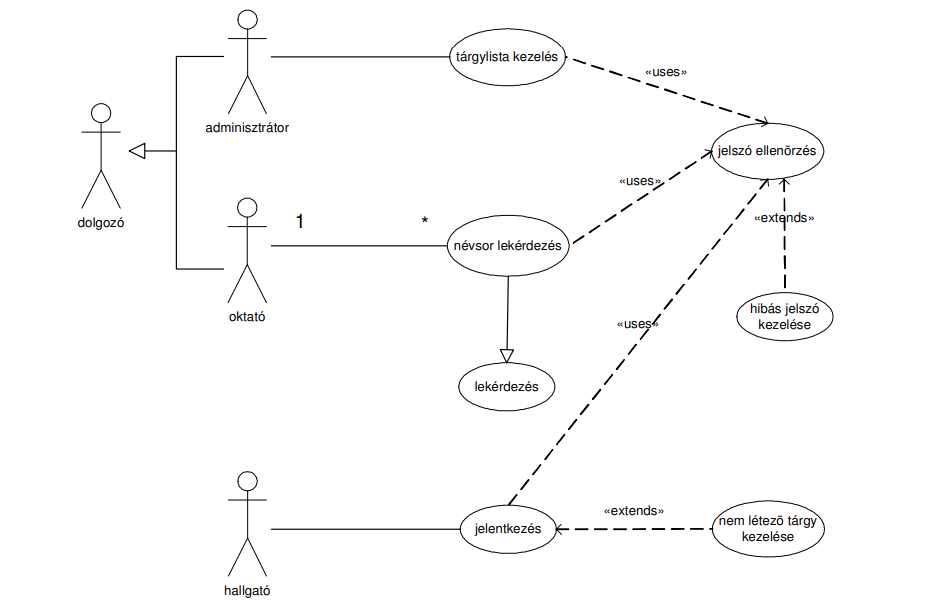 tárgylista kezelés
«uses»
adminisztrátor
jelszó ellenõrzés
«uses»
dolgozó
1
*
«extends»
névsor lekérdezés
oktató
hibás jelszó
kezelése
«uses»
lekérdezés
«extends»
nem létezõ tárgy
kezelése
jelentkezés
hallgató